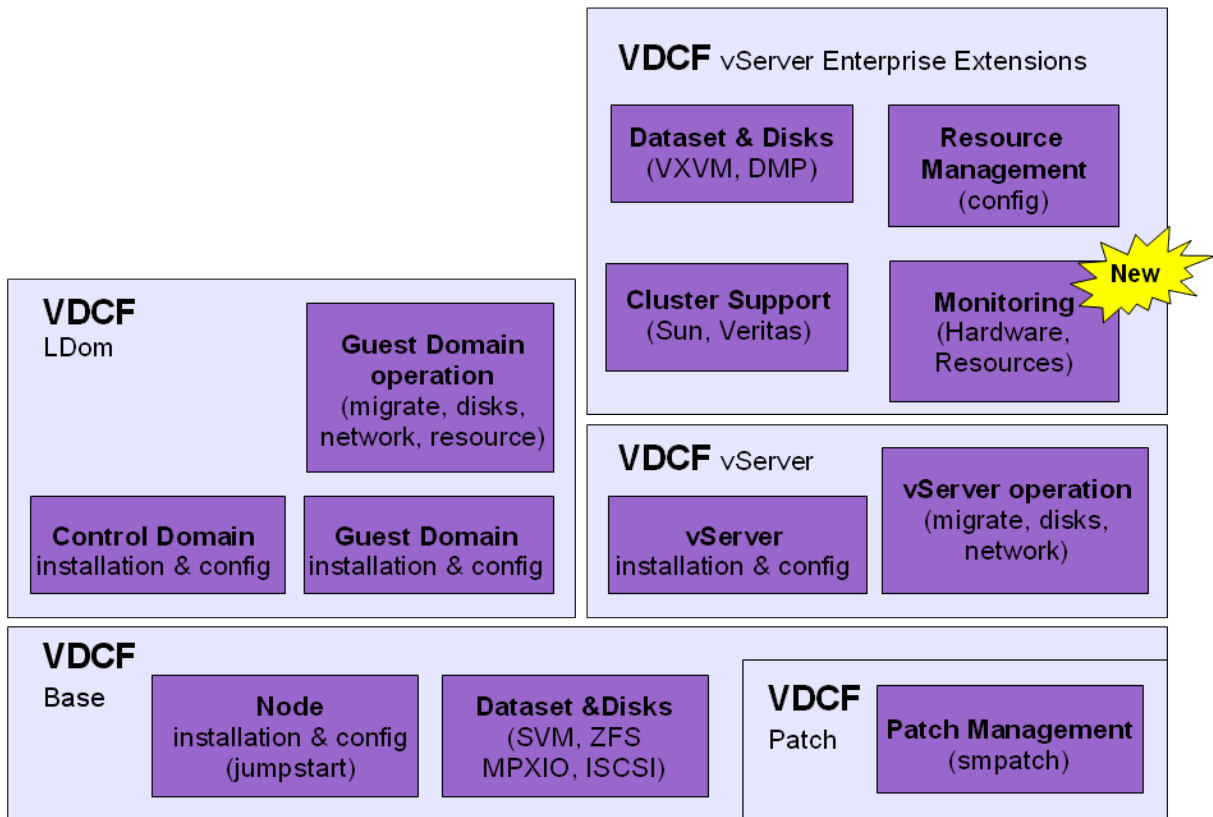 VDCF vServer Enterprise Extensions
Dataset & Disks
(VXVM, DMP)
Resource
Management
(config)
Cluster Support
(Sun, Veritas)
New
Monitoring
(Hardware,
Resources)
VDCF
LDom
Guest Domain
operation
(migrate, disks,
network, resource)
Control Domain
installation & config
Guest Domain
installation & config
VDCF vServer
vServer
installation & config
vServer operation
(migrate, disks,
network)
VDCF
Base
Node
installation & config
(jumpstart)
Dataset &Disks
(SVM, ZFS
MPXIO, ISCSI)
VDCF
Patch
Patch Management
(smpatch)